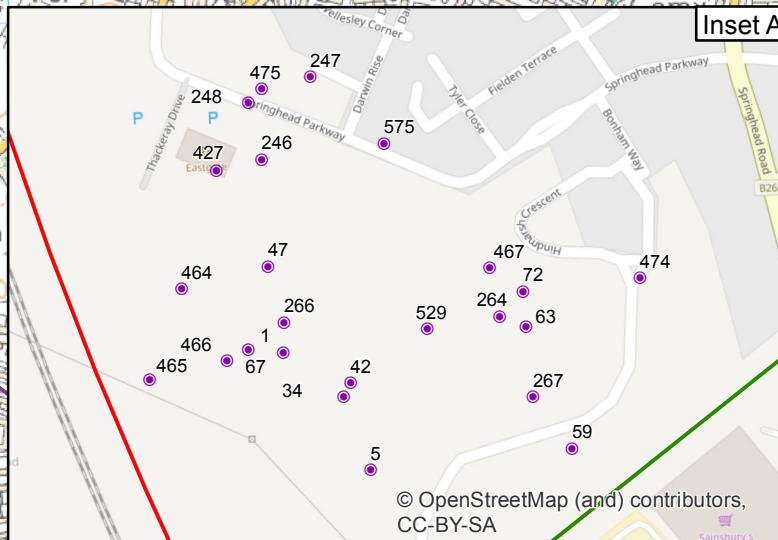 Inset A
Wellesley Corner
Darwin Rise
247
475
248
Springhead Parkway
Thackeray Drive
P
P
246
427
575
Tyler Close
Fielden Terrace
Springhead Parkway
Bonham Way
Springhead Road
B26
Crescent
Hindmarsh
47
464
467
72
474
266
264
63
529
1
466
67
465
42
34
267
59
5
© OpenStreetMap (and) contributors,
CC-BY-SA
Sainsbury's